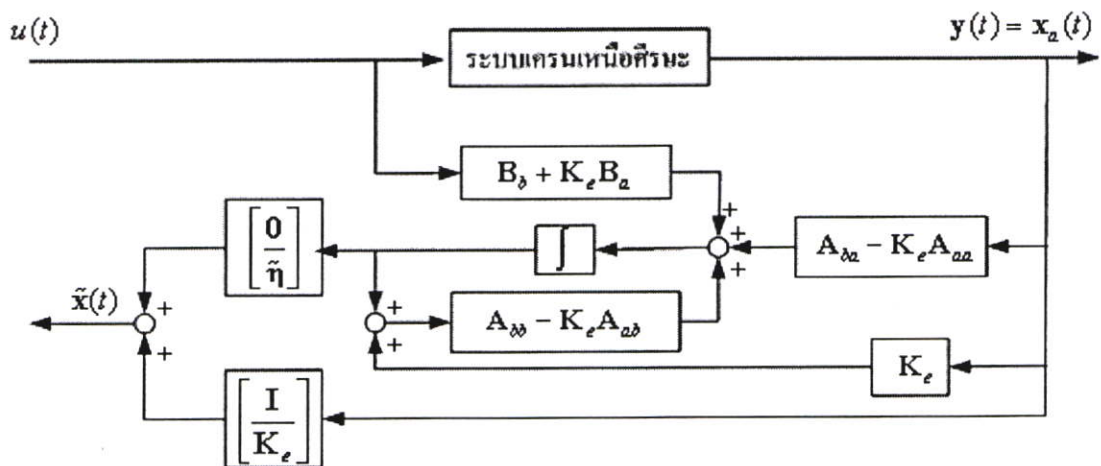 u(t)
y(t) = x_a(t)
ระบบเครนเหนือศีรษะ
B_b + K_e B_a
+
+
+
[0 / η̃]
∫
A_ba − K_e A_aa
x̃(t)
+
+
+
+
A_bb − K_e A_ab
K_e
[I / K_e]